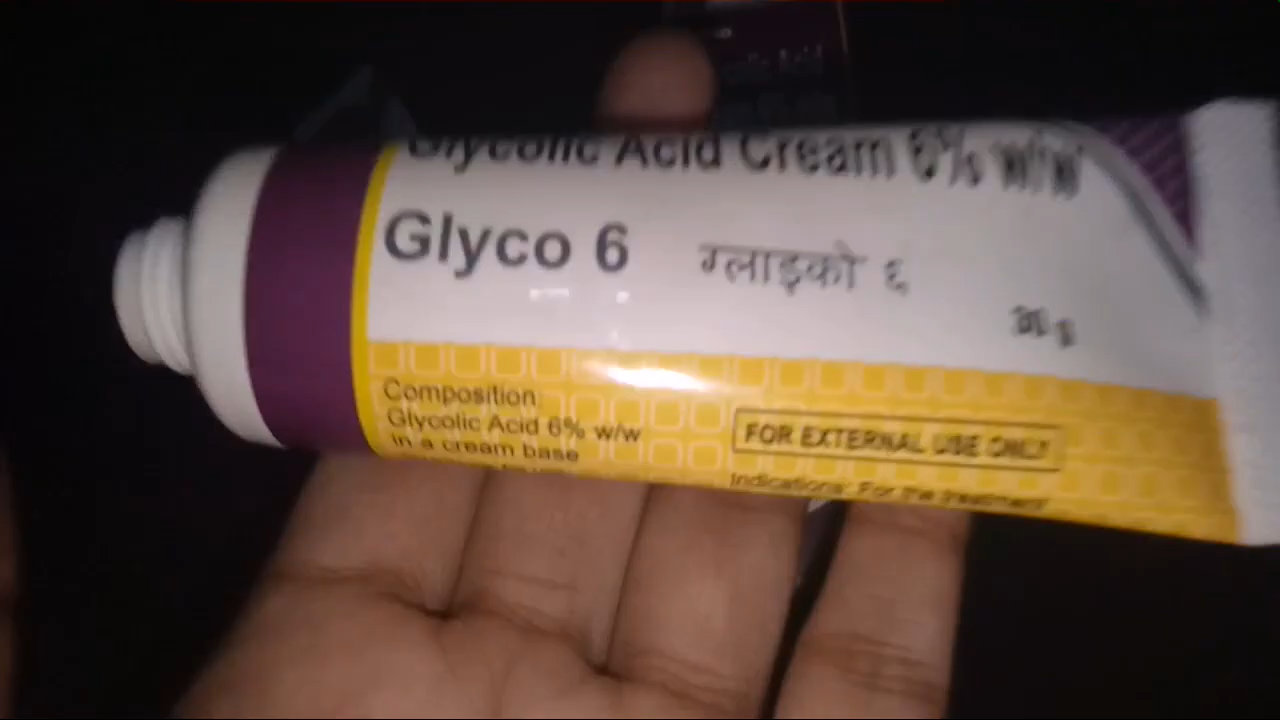 Glycolic Acid Cream 6% w/w
Glyco 6 ग्लाइको ६
30 g
Composition:
Glycolic Acid 6% w/w
in a cream base
FOR EXTERNAL USE ONLY
Indications: For the treatment